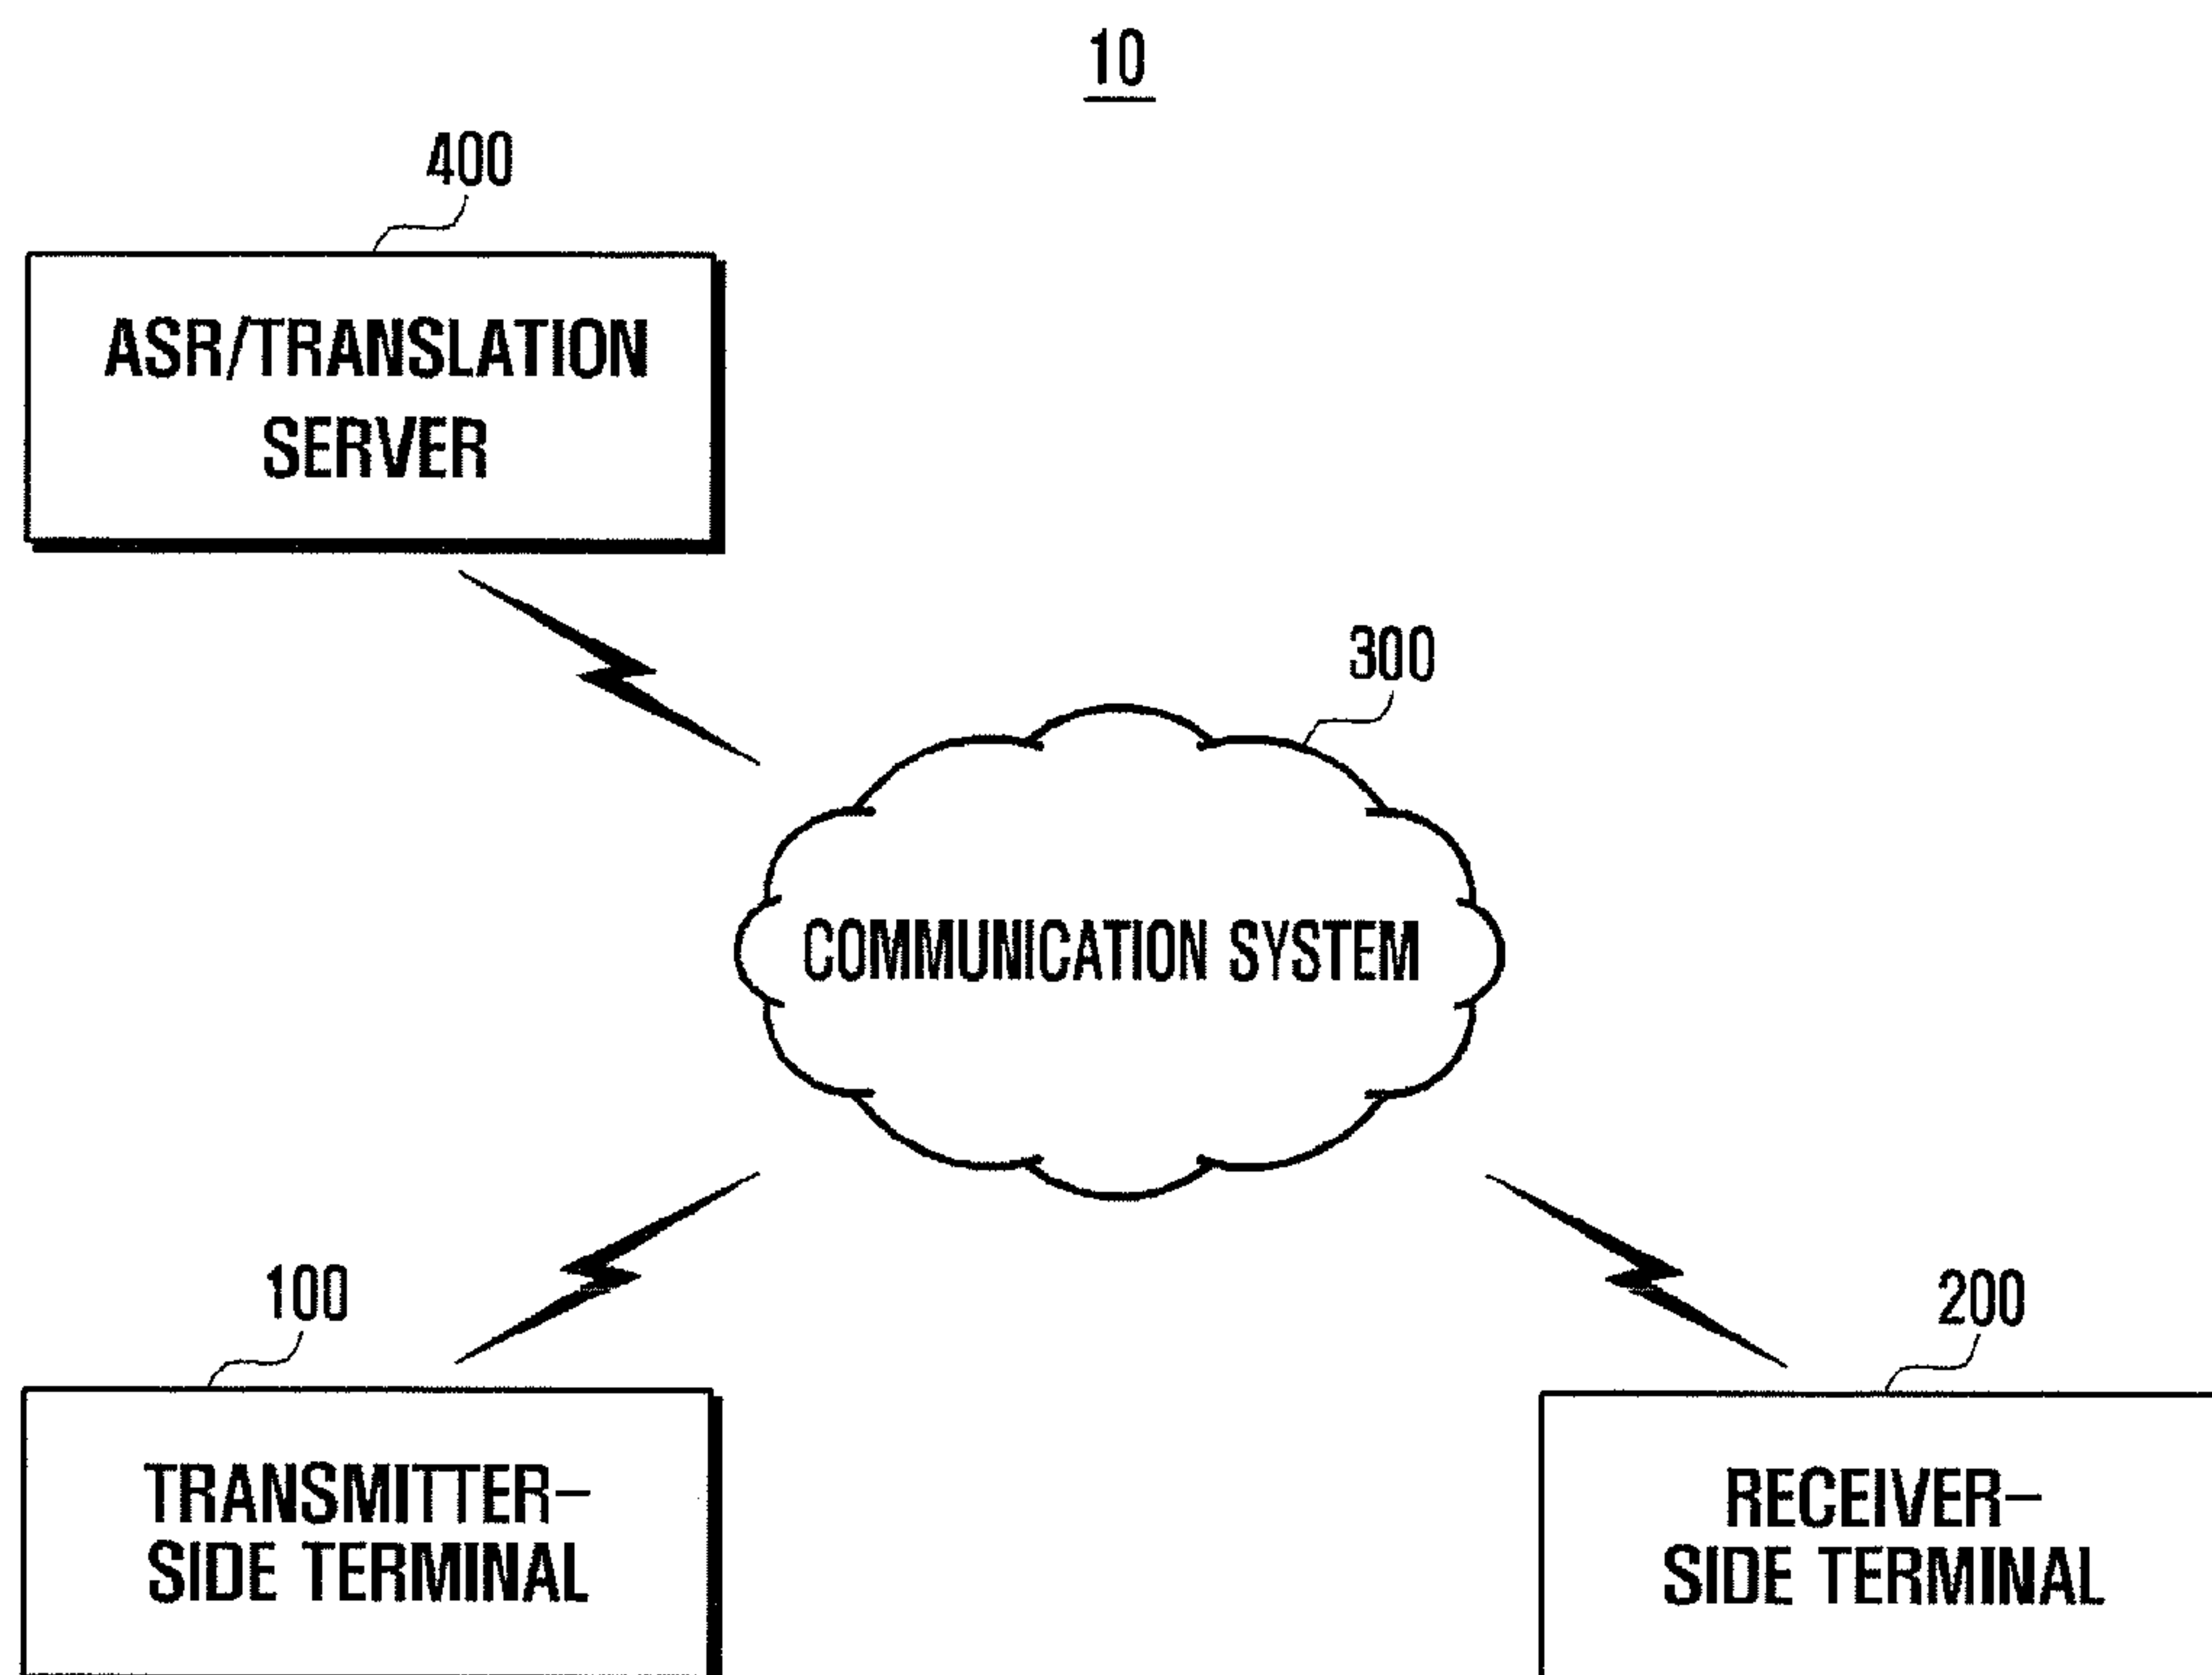 10
400
ASR/TRANSLATION
SERVER
300
COMMUNICATION SYSTEM
100
TRANSMITTER–
SIDE TERMINAL
200
RECEIVER–
SIDE TERMINAL